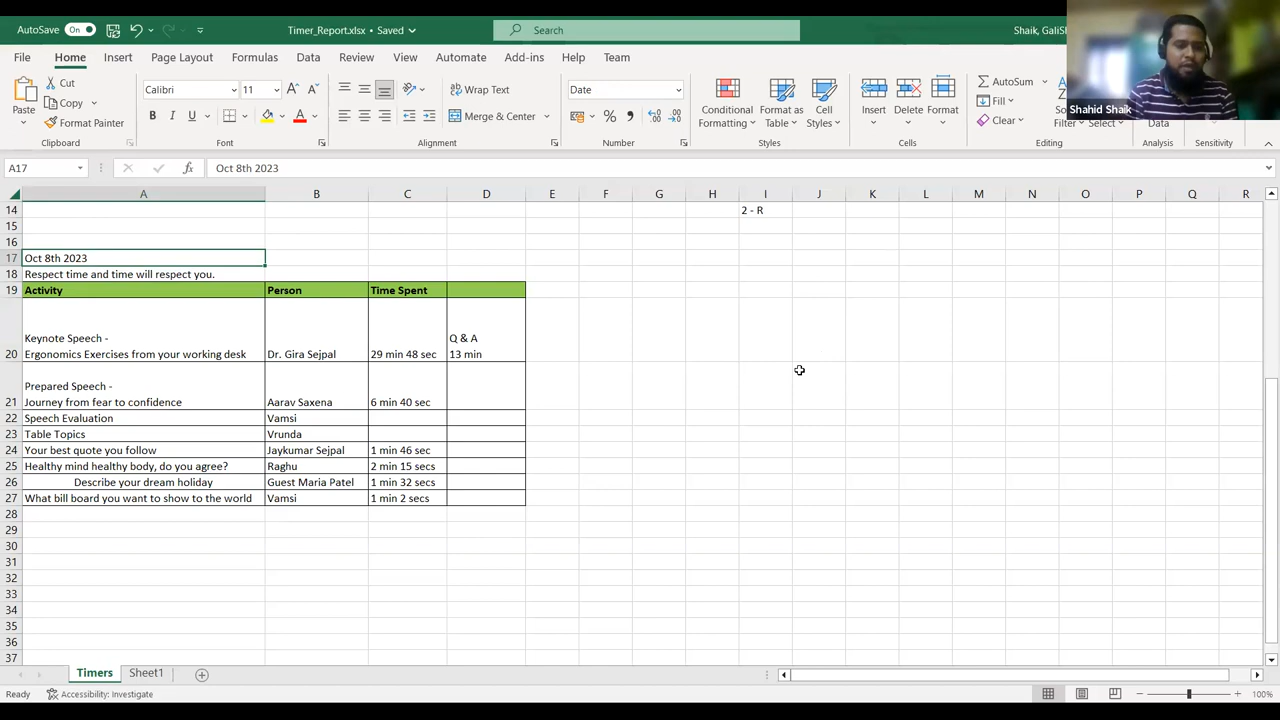 AutoSave On Timer_Report.xlsx • Saved Search Shaik, GaliSh
File Home Insert Page Layout Formulas Data Review View Automate Add-ins Help Team
Paste Cut Copy Format Painter Clipboard
Calibri 11 B I U Font
Wrap Text Merge & Center Alignment
Date % Number
Conditional Formatting Format as Table Cell Styles Styles
Insert Delete Format Cells
AutoSum Fill Clear Editing
Filter Select
Data Analysis
Sensitivity
Shahid Shaik
A17 fx Oct 8th 2023
A B C D E F G H I J K L M N O P Q R
14 2 - R
15
16
17 Oct 8th 2023
18 Respect time and time will respect you.
19 Activity Person Time Spent
Keynote Speech - Q & A
20 Ergonomics Exercises from your working desk Dr. Gira Sejpal 29 min 48 sec 13 min
Prepared Speech -
21 Journey from fear to confidence Aarav Saxena 6 min 40 sec
22 Speech Evaluation Vamsi
23 Table Topics Vrunda
24 Your best quote you follow Jaykumar Sejpal 1 min 46 sec
25 Healthy mind healthy body, do you agree? Raghu 2 min 15 secs
26 Describe your dream holiday Guest Maria Patel 1 min 32 secs
27 What bill board you want to show to the world Vamsi 1 min 2 secs
28
29
30
31
32
33
34
35
36
37
Timers Sheet1
Ready Accessibility: Investigate 100%